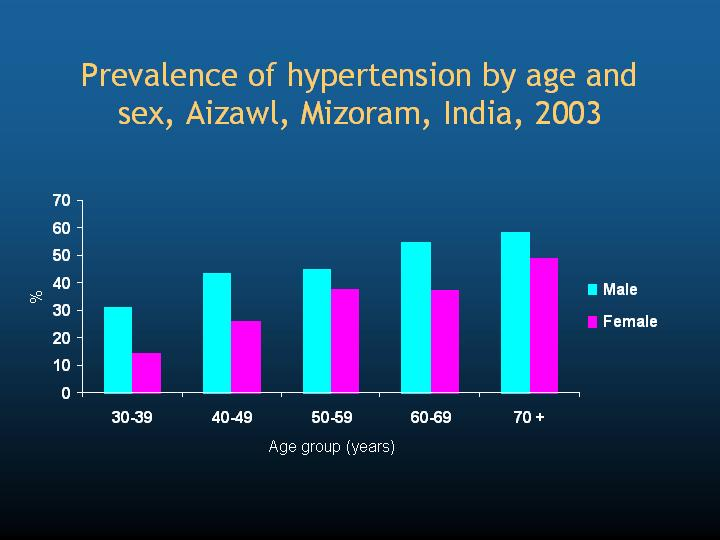 Prevalence of hypertension by age and
sex, Aizawl, Mizoram, India, 2003
70
60
50
40
30
20
10
0
%
30-39
40-49
50-59
60-69
70 +
Age group (years)
Male
Female